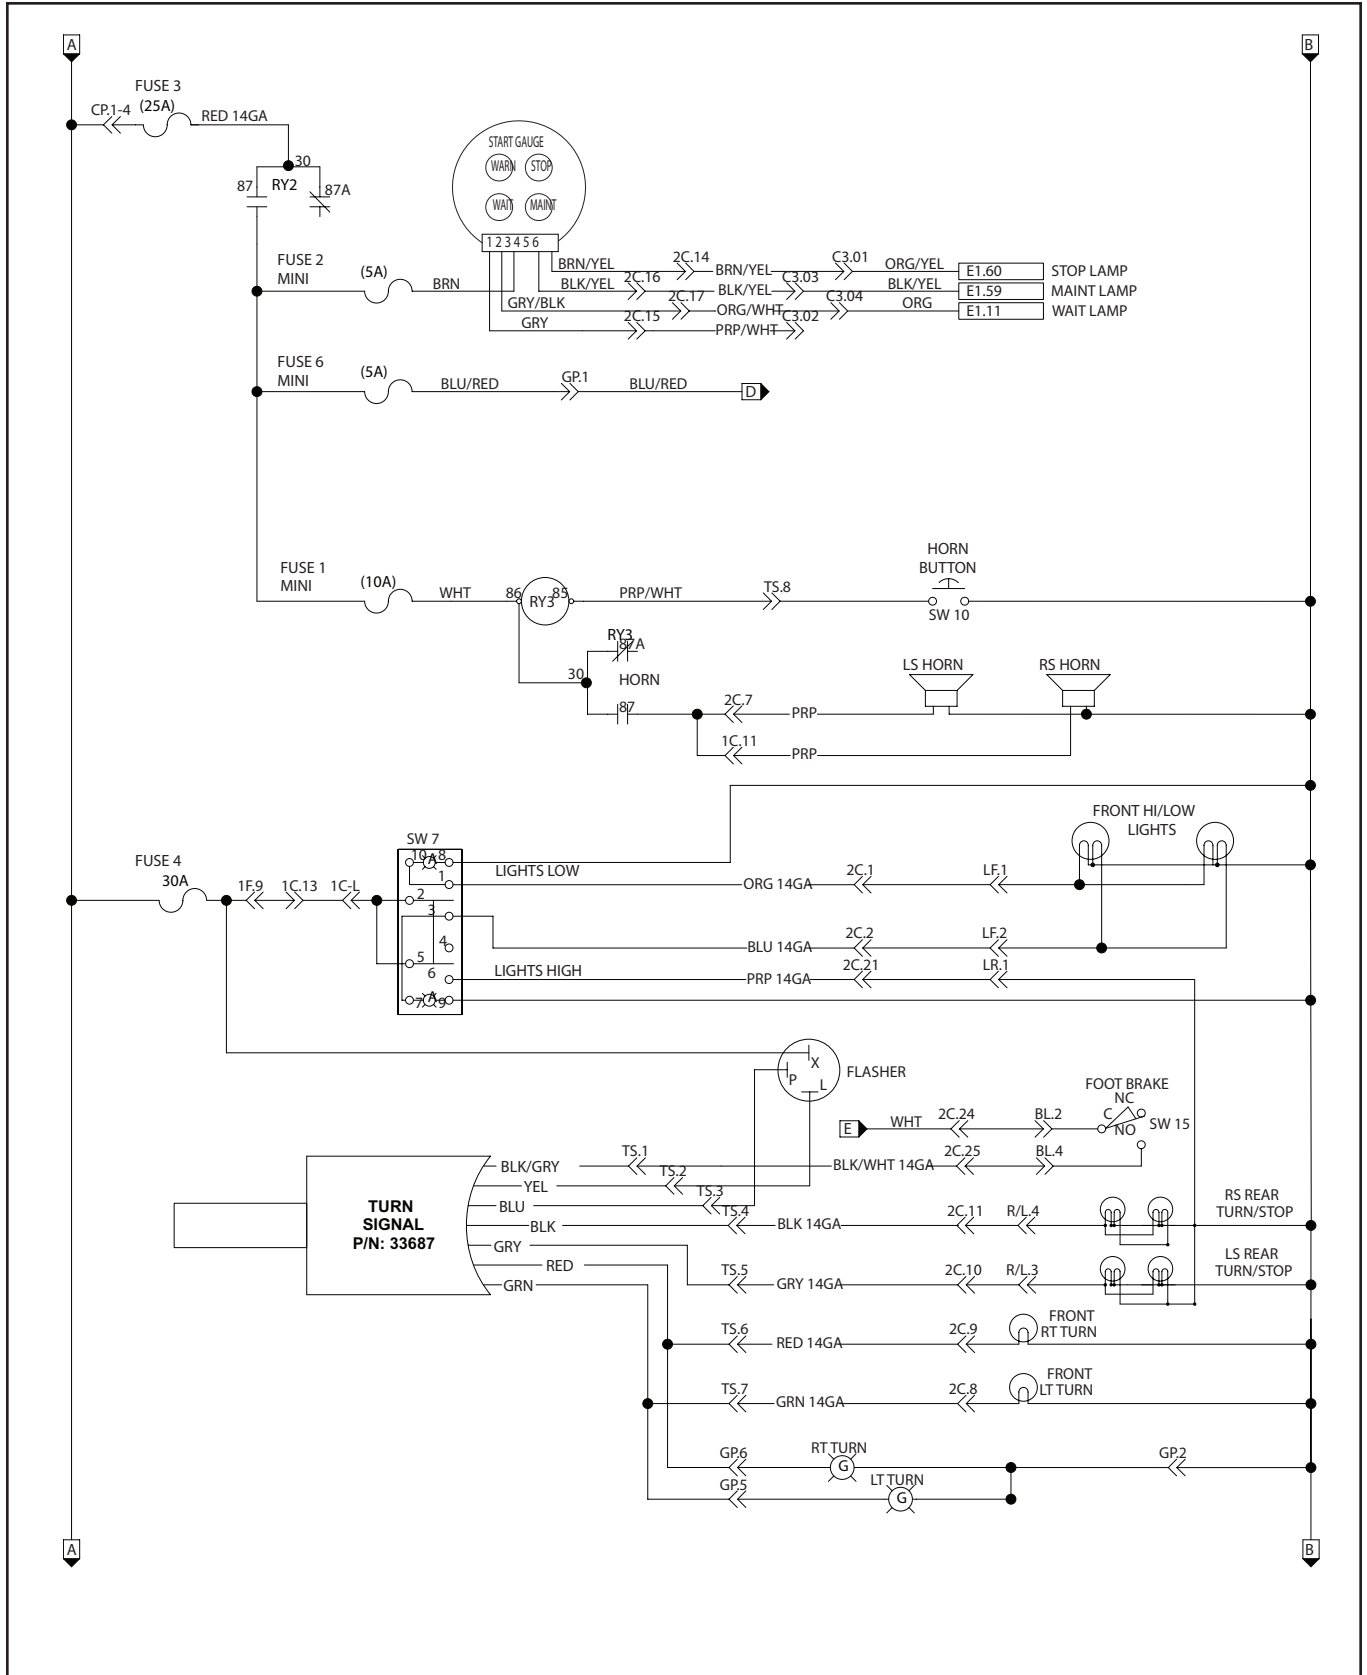 A
B
FUSE 3
(25A)
CP.1-4
RED 14GA
30
RY2
87
87A
START GAUGE
WARN
STOP
WAIT
MAINT
1 2 3 4 5 6
FUSE 2
MINI
(5A)
BRN
BRN/YEL
2C.14
BRN/YEL
C3.01
ORG/YEL
E1.60
STOP LAMP
BLK/YEL
2C.16
BLK/YEL
C3.03
BLK/YEL
E1.59
MAINT LAMP
GRY/BLK
2C.17
ORG/WHT
C3.04
ORG
E1.11
WAIT LAMP
GRY
2C.15
PRP/WHT
C3.02
FUSE 6
MINI
(5A)
BLU/RED
GP.1
BLU/RED
D
FUSE 1
MINI
(10A)
WHT
86
RY3
85
PRP/WHT
TS.8
HORN
BUTTON
SW 10
RY3
87A
30
HORN
87
2C.7
PRP
LS HORN
RS HORN
1C.11
PRP
FRONT HI/LOW
LIGHTS
SW 7
FUSE 4
30A
1F.9
1C.13
1C-L
10
A
8
1
2
3
4
5
6
7
A
9
LIGHTS LOW
ORG 14GA
2C.1
LF.1
BLU 14GA
2C.2
LF.2
LIGHTS HIGH
PRP 14GA
2C.21
LR.1
X
P
L
FLASHER
FOOT BRAKE
NC
C
NO
SW 15
E
WHT
2C.24
BL.2
BLK/GRY
TS.1
BLK/WHT 14GA
2C.25
BL.4
YEL
TS.2
BLU
TS.3
BLK
TS.4
BLK 14GA
2C.11
R/L.4
RS REAR
TURN/STOP
TURN
SIGNAL
P/N: 33687
GRY
RED
GRN
TS.5
GRY 14GA
2C.10
R/L.3
LS REAR
TURN/STOP
TS.6
RED 14GA
2C.9
FRONT
RT TURN
TS.7
GRN 14GA
2C.8
FRONT
LT TURN
GP.6
RT TURN
G
GP.2
GP.5
LT TURN
G
A
B